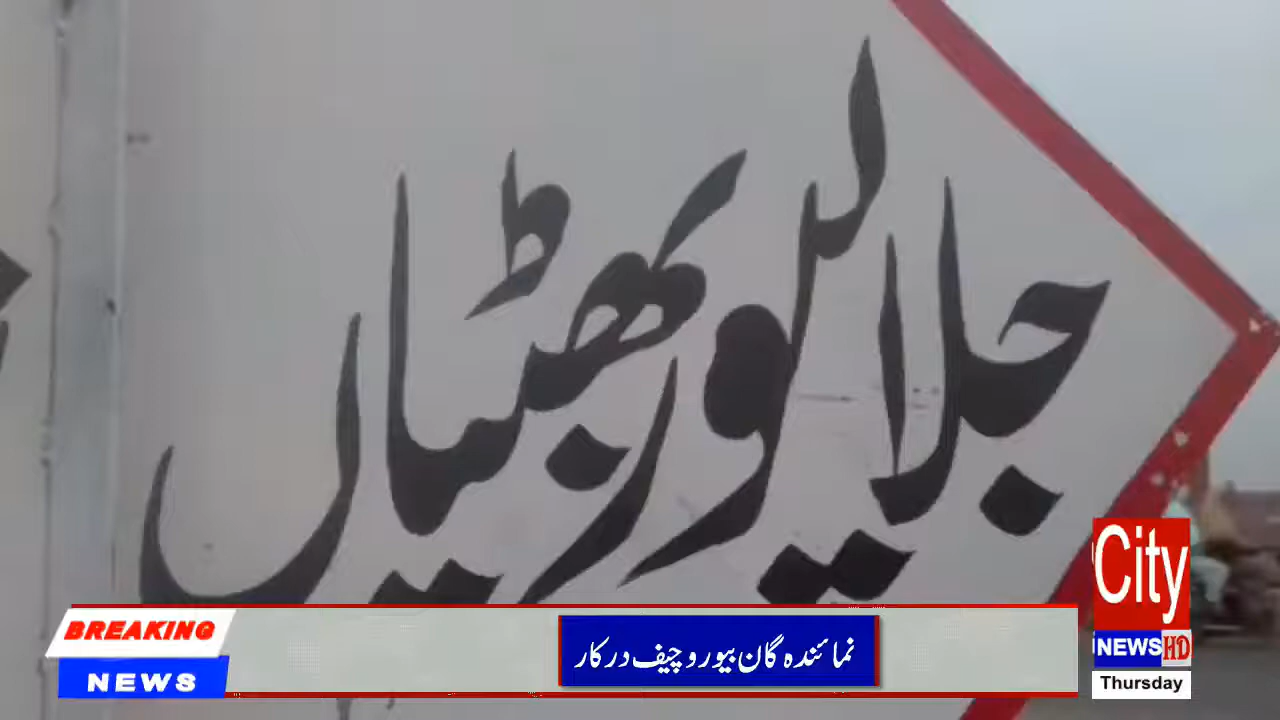 جلالپور بھٹیاں
BREAKING
NEWS
نمائندہ گان بیورو چیف درکار
City
NEWS HD
Thursday